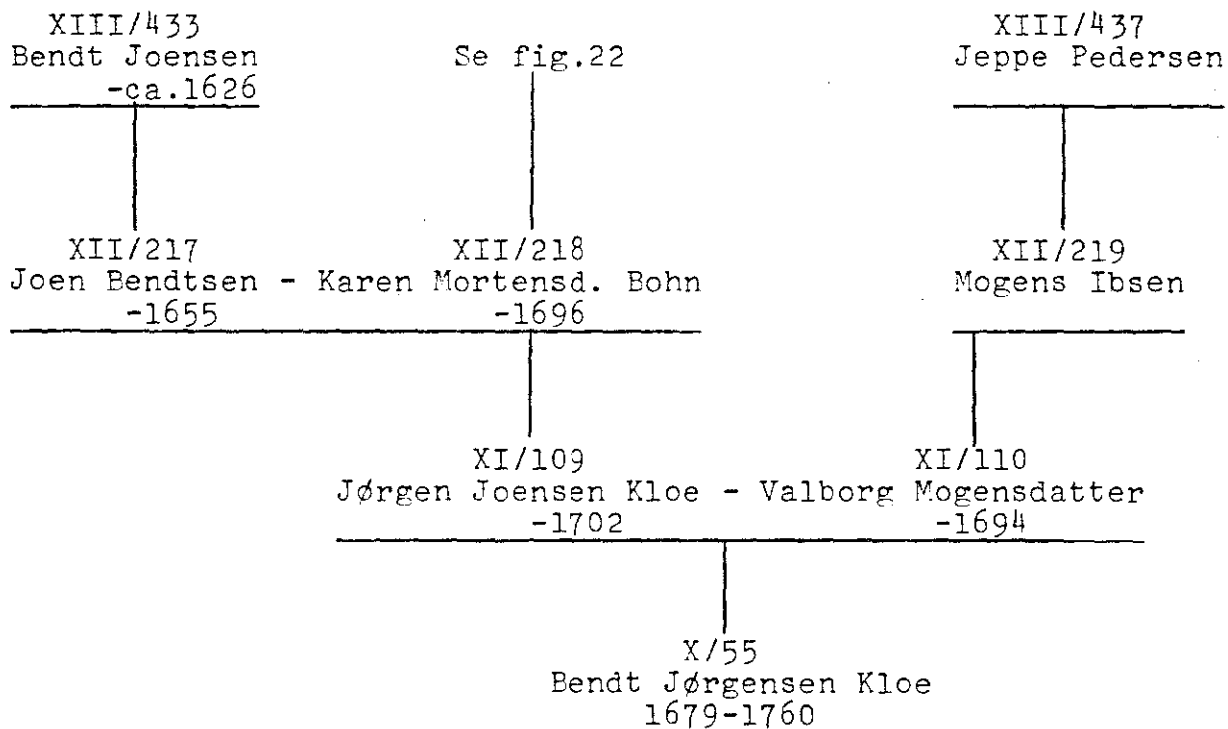 XIII/433
Bendt Joensen
-ca.1626
Se fig.22
XIII/437
Jeppe Pedersen
XII/217
Joen Bendtsen - Karen Mortensd. Bohn
-1655
XII/218
-1696
XII/219
Mogens Ibsen
XI/109
Jørgen Joensen Kloe - Valborg Mogensdatter
-1702
XI/110
-1694
X/55
Bendt Jørgensen Kloe
1679-1760